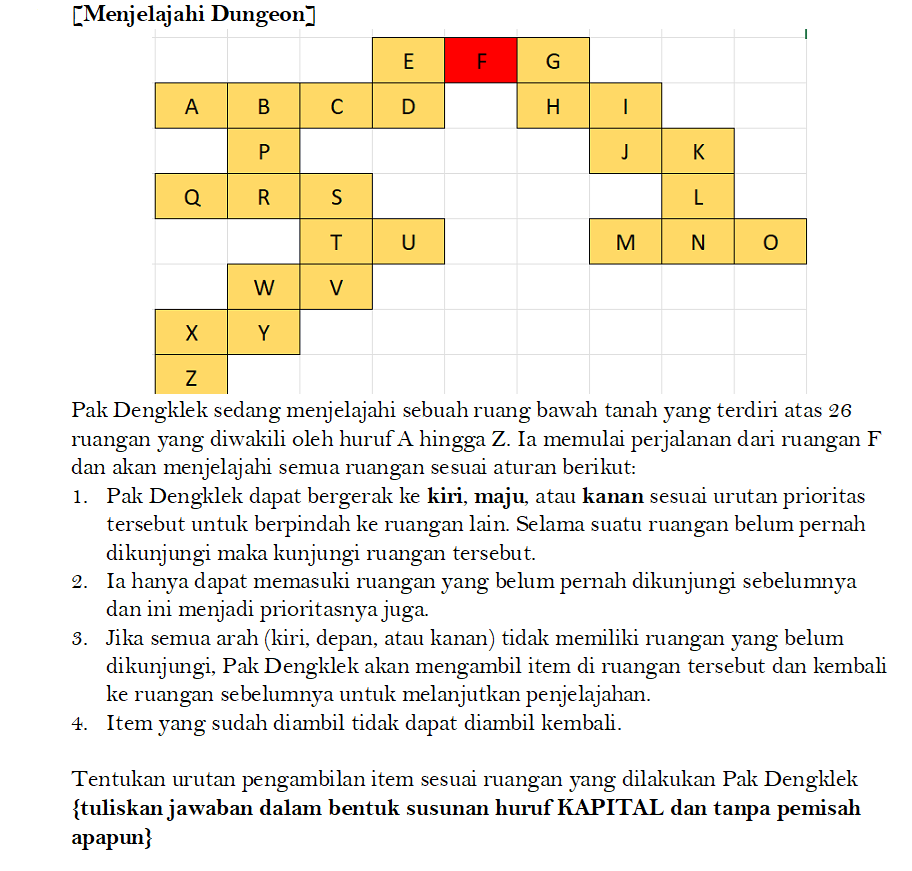 [Menjelajahi Dungeon]
E F G
A B C D H I
P J K
Q R S L
T U M N O
W V
X Y
Z
Pak Dengklek sedang menjelajahi sebuah ruang bawah tanah yang terdiri atas 26
ruangan yang diwakili oleh huruf A hingga Z. Ia memulai perjalanan dari ruangan F
dan akan menjelajahi semua ruangan sesuai aturan berikut:
1. Pak Dengklek dapat bergerak ke kiri, maju, atau kanan sesuai urutan prioritas
tersebut untuk berpindah ke ruangan lain. Selama suatu ruangan belum pernah
dikunjungi maka kunjungi ruangan tersebut.
2. Ia hanya dapat memasuki ruangan yang belum pernah dikunjungi sebelumnya
dan ini menjadi prioritasnya juga.
3. Jika semua arah (kiri, depan, atau kanan) tidak memiliki ruangan yang belum
dikunjungi, Pak Dengklek akan mengambil item di ruangan tersebut dan kembali
ke ruangan sebelumnya untuk melanjutkan penjelajahan.
4. Item yang sudah diambil tidak dapat diambil kembali.
Tentukan urutan pengambilan item sesuai ruangan yang dilakukan Pak Dengklek
{tuliskan jawaban dalam bentuk susunan huruf KAPITAL dan tanpa pemisah
apapun}